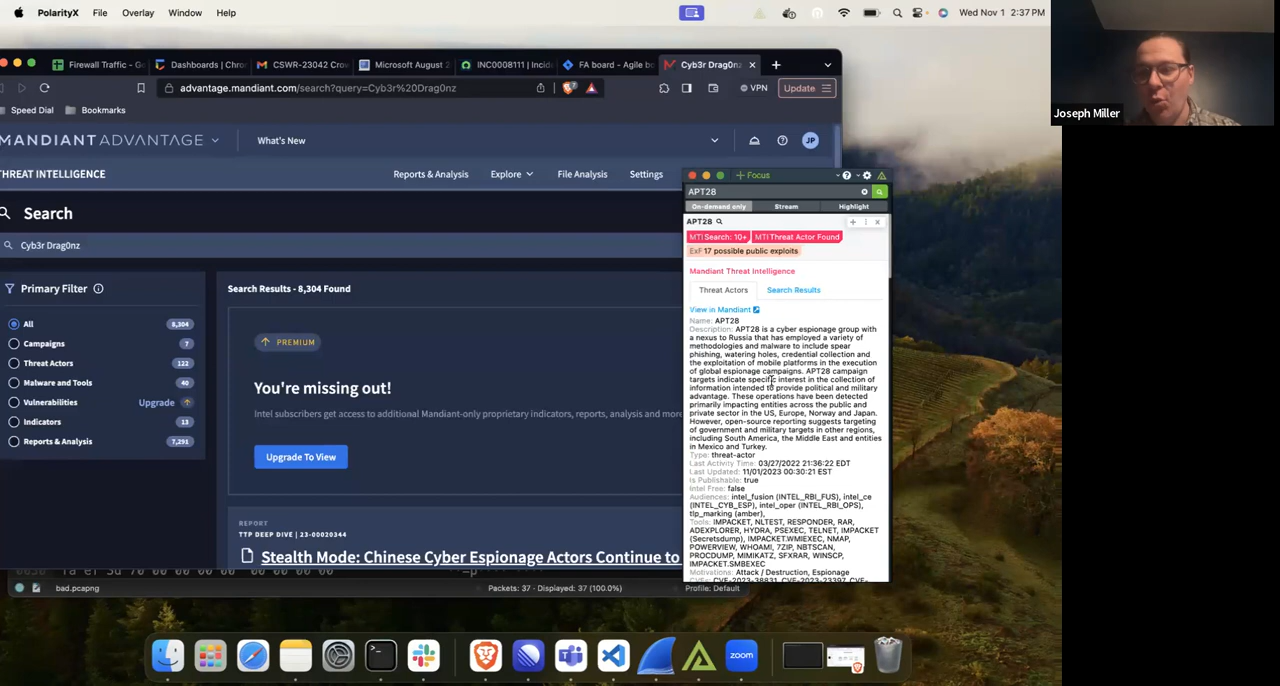 PolarityX File Overlay Window Help
Wed Nov 1 2:37 PM
Joseph Miller
Firewall Traffic - Go
Dashboards | Chro
CSWR-23042 Crow
Microsoft August 2
INC0008111 | Incide
FA board - Agile bo
Cyb3r Drag0nz
advantage.mandiant.com/search?query=Cyb3r%20Drag0nz
VPN
Update
Speed Dial
Bookmarks
MANDIANT ADVANTAGE
What's New
JP
THREAT INTELLIGENCE
Reports & Analysis
Explore
File Analysis
Settings
Search
Cyb3r Drag0nz
Primary Filter
All 8,304
Campaigns 7
Threat Actors 122
Malware and Tools 40
Vulnerabilities Upgrade
Indicators 13
Reports & Analysis 7,291
Search Results - 8,304 Found
PREMIUM
You're missing out!
Intel subscribers get access to additional Mandiant-only proprietary indicators, reports, analysis and more
Upgrade To View
REPORT
TTP DEEP DIVE | 23-00020344
Stealth Mode: Chinese Cyber Espionage Actors Continue to
Focus
APT28
On-demand only
Stream
Highlight
APT28
MTI Search: 10+
MTI Threat Actor Found
ExF 17 possible public exploits
Mandiant Threat Intelligence
Threat Actors
Search Results
View in Mandiant
Name: APT28
Description: APT28 is a cyber espionage group with
a nexus to Russia that has employed a variety of
methodologies and malware to include spear
phishing, watering holes, credential collection and
the exploitation of mobile platforms in the execution
of global espionage campaigns. APT28 campaign
targets indicate specific interest in the collection of
information intended to provide political and military
advantage. These operations have been detected
primarily impacting entities across the public and
private sector in the US, Europe, Norway and Japan.
However, open-source reporting suggests targeting
of government and military targets in other regions,
including South America, the Middle East and entities
in Mexico and Turkey.
Type: threat-actor
Last Activity Time: 03/27/2022 21:36:22 EDT
Last Updated: 11/01/2023 00:30:21 EST
Is Publishable: true
Intel Free: false
Audiences: intel_fusion (INTEL_RBI_FUS), intel_ce
(INTEL_CYB_ESP), intel_oper (INTEL_RBI_OPS),
tlp_marking (amber),
Tools: IMPACKET, NLTEST, RESPONDER, RAR,
ADEXPLORER, HYDRA, PSEXEC, TELNET, IMPACKET
(Secretsdump), IMPACKET.WMIEXEC, NMAP,
POWERVIEW, WHOAMI, 7ZIP, NBTSCAN,
PROCDUMP, MIMIKATZ, SFXRAR, WINSCP,
IMPACKET.SMBEXEC
Motivations: Attack / Destruction, Espionage
CVEs: CVE-2023-38831, CVE-2023-23397, CVE-
bad.pcapng
Packets: 37 · Displayed: 37 (100.0%)
Profile: Default
zoom